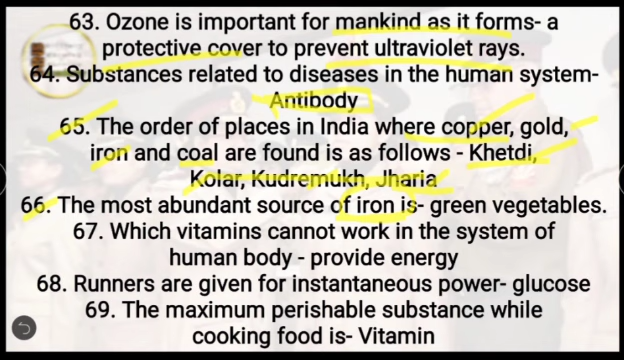 63. Ozone is important for mankind as it forms- a
protective cover to prevent ultraviolet rays.
64. Substances related to diseases in the human system-
Antibody
65. The order of places in India where copper, gold,
iron and coal are found is as follows - Khetdi,
Kolar, Kudremukh, Jharia
66. The most abundant source of iron is- green vegetables.
67. Which vitamins cannot work in the system of
human body - provide energy
68. Runners are given for instantaneous power- glucose
69. The maximum perishable substance while
cooking food is- Vitamin